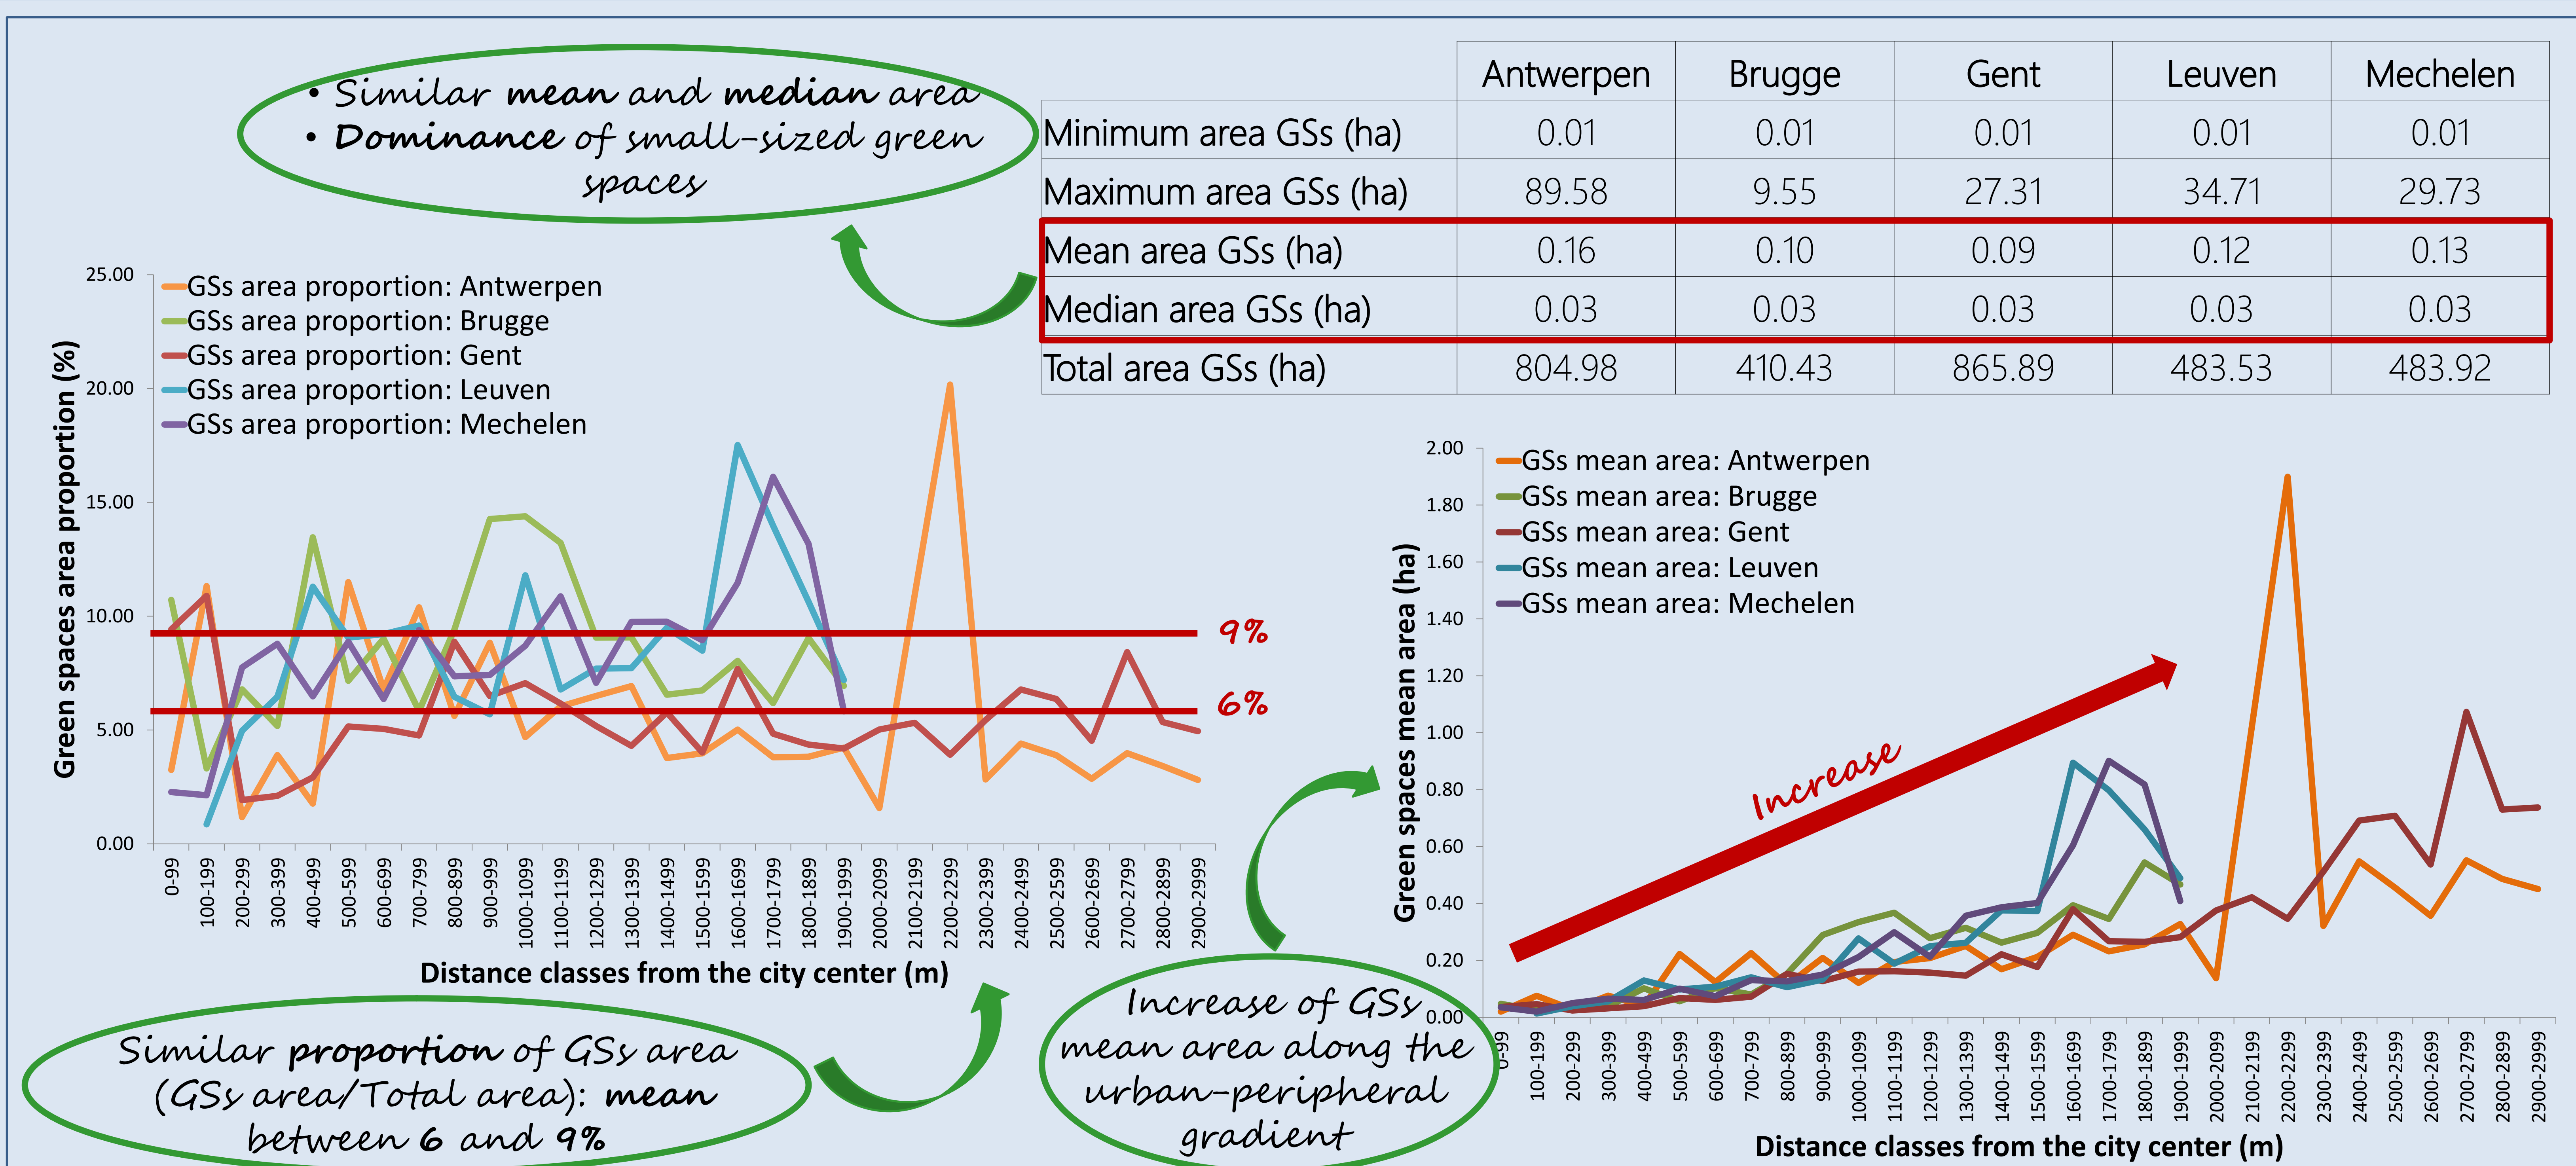 • Similar mean and median area
• Dominance of small-sized green
spaces
Antwerpen Brugge Gent Leuven Mechelen
Minimum area GSs (ha) 0.01 0.01 0.01 0.01 0.01
Maximum area GSs (ha) 89.58 9.55 27.31 34.71 29.73
Mean area GSs (ha) 0.16 0.10 0.09 0.12 0.13
Median area GSs (ha) 0.03 0.03 0.03 0.03 0.03
Total area GSs (ha) 804.98 410.43 865.89 483.53 483.92
Green spaces area proportion (%)
25.00
20.00
15.00
10.00
5.00
0.00
GSs area proportion: Antwerpen
GSs area proportion: Brugge
GSs area proportion: Gent
GSs area proportion: Leuven
GSs area proportion: Mechelen
9%
6%
0-99
100-199
200-299
300-399
400-499
500-599
600-699
700-799
800-899
900-999
1000-1099
1100-1199
1200-1299
1300-1399
1400-1499
1500-1599
1600-1699
1700-1799
1800-1899
1900-1999
2000-2099
2100-2199
2200-2299
2300-2399
2400-2499
2500-2599
2600-2699
2700-2799
2800-2899
2900-2999
Distance classes from the city center (m)
Green spaces mean area (ha)
2.00
1.80
1.60
1.40
1.20
1.00
0.80
0.60
0.40
0.20
0.00
GSs mean area: Antwerpen
GSs mean area: Brugge
GSs mean area: Gent
GSs mean area: Leuven
GSs mean area: Mechelen
Increase
0-99
100-199
200-299
300-399
400-499
500-599
600-699
700-799
800-899
900-999
1000-1099
1100-1199
1200-1299
1300-1399
1400-1499
1500-1599
1600-1699
1700-1799
1800-1899
1900-1999
2000-2099
2100-2199
2200-2299
2300-2399
2400-2499
2500-2599
2600-2699
2700-2799
2800-2899
2900-2999
Distance classes from the city center (m)
Similar proportion of GSs area
(GSs area/Total area): mean
between 6 and 9%
Increase of GSs
mean area along the
urban-peripheral
gradient